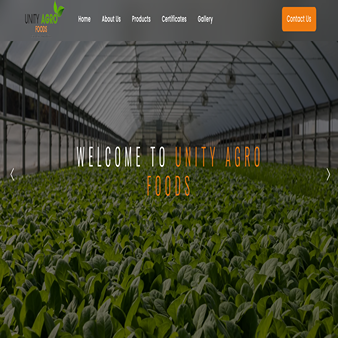 UNITY AGRO
FOODS
Home About Us Products Certificates Gallery Contact Us
WELCOME TO UNITY AGRO
FOODS